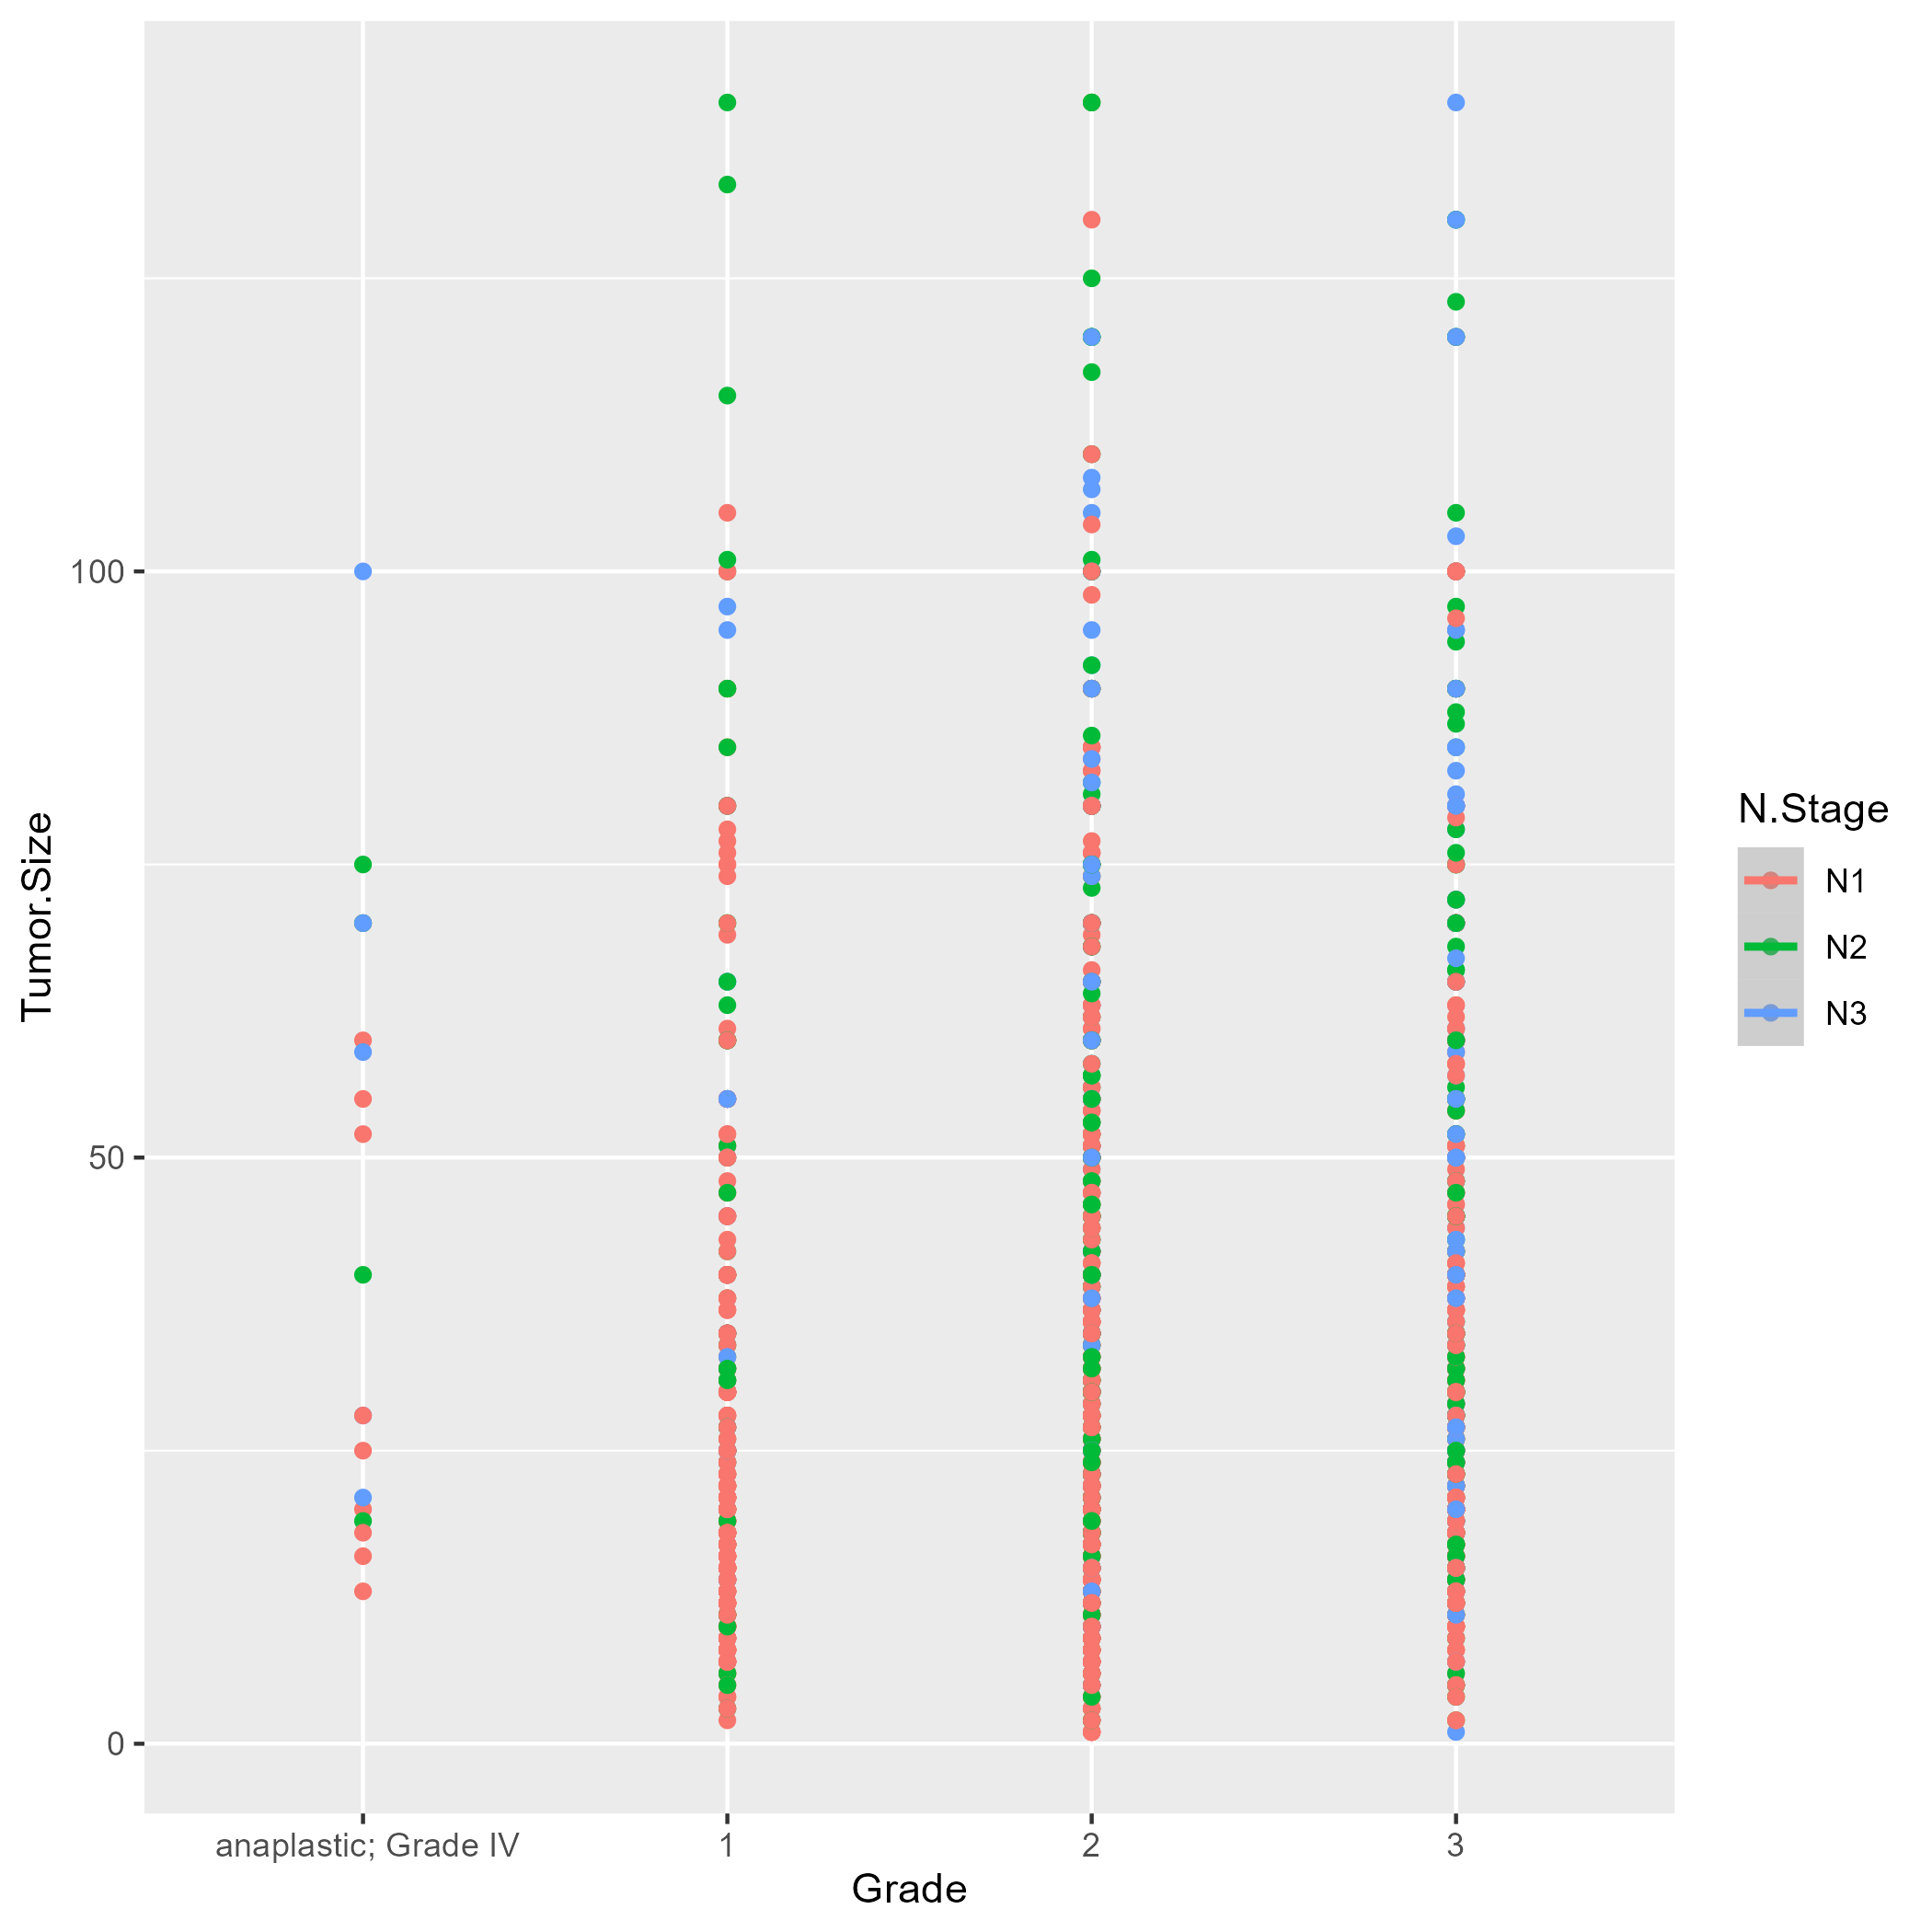 Tumor.Size
100
50
0
anaplastic; Grade IV 1 2 3
Grade
N.Stage
N1
N2
N3